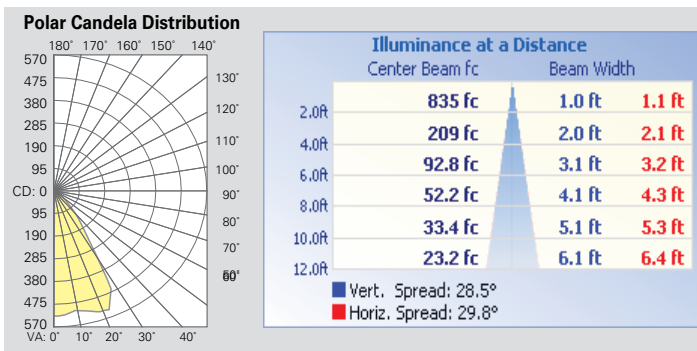 Polar Candela Distribution
180° 170° 160° 150° 140°
570
475
380
285
190
95
CD: 0
95
190
285
380
475
570
130°
120°
110°
100°
90°
80°
70°
VA: 0° 10° 20° 30° 40°
Illuminance at a Distance
Center Beam fc Beam Width
2.0ft 835 fc 1.0 ft 1.1 ft
4.0ft 209 fc 2.0 ft 2.1 ft
6.0ft 92.8 fc 3.1 ft 3.2 ft
8.0ft 52.2 fc 4.1 ft 4.3 ft
10.0ft 33.4 fc 5.1 ft 5.3 ft
12.0ft 23.2 fc 6.1 ft 6.4 ft
Vert. Spread: 28.5°
Horiz. Spread: 29.8°